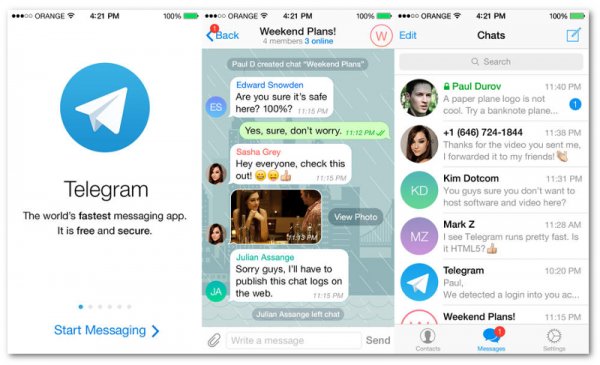 ORANGE 4:21 PM 100%
Telegram
The world's fastest messaging app.
It is free and secure.
Start Messaging
ORANGE 4:21 PM 100%
1
Back
Weekend Plans!
4 members 3 online
W
Paul D created chat “Weekend Plans”
Edward Snowden
Are you sure it's safe
here? 100%?
11:15 PM
ES
Yes, sure, don't worry. 11:12 PM
Sasha Grey
Hey everyone, check this
out!
11:15 PM
11:13 PM
View Photo
Julian Assange
Sorry guys, I'll have to
publish this chat logs on
the web.
11:15 PM
JA
Julian Assange left chat
Write a message
Send
ORANGE 4:21 PM 100%
Edit
Chats
Search
Paul Durov 11:40 PM
A paper plane logo is not
cool. Try a banknote plane...
1
+1 (646) 724-1844 11:38 PM
Thanks for the video you sent me,
I forwarded it to my friends!
KD
Kim Dotcom 11:31 PM
You guys sure you don't want to
host software and video here?
MZ
Mark Z 11:28 AM
I see Telegram runs pretty fast. Is
it HTML5?
Telegram 10:20 PM
Paul,
We detected a login into you ac...
W
Weekend Plans! 11:15 PM
1
Contacts
Messages
Settings